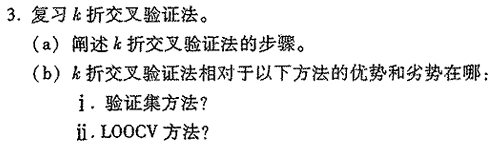 3. 复习 k 折交叉验证法。
(a) 阐述 k 折交叉验证法的步骤。
(b) k 折交叉验证法相对于以下方法的优势和劣势在哪：
ⅰ. 验证集方法？
ⅱ. LOOCV 方法？